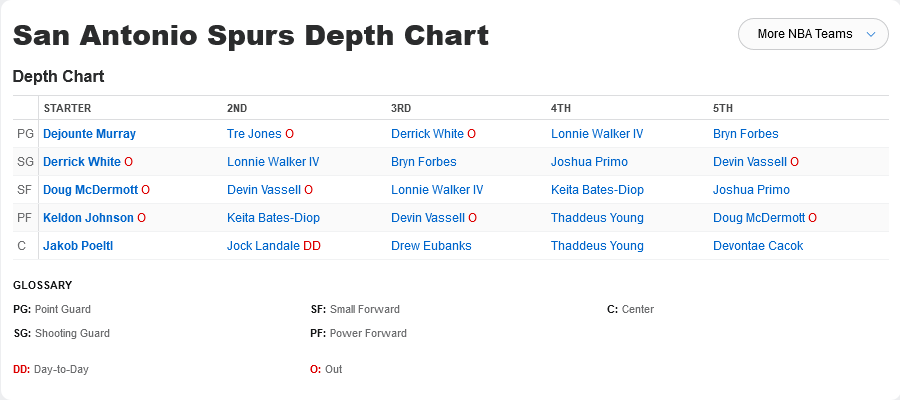 San Antonio Spurs Depth Chart
More NBA Teams
Depth Chart
STARTER 2ND 3RD 4TH 5TH
PG Dejounte Murray Tre Jones O Derrick White O Lonnie Walker IV Bryn Forbes
SG Derrick White O Lonnie Walker IV Bryn Forbes Joshua Primo Devin Vassell O
SF Doug McDermott O Devin Vassell O Lonnie Walker IV Keita Bates-Diop Joshua Primo
PF Keldon Johnson O Keita Bates-Diop Devin Vassell O Thaddeus Young Doug McDermott O
C Jakob Poeltl Jock Landale DD Drew Eubanks Thaddeus Young Devontae Cacok
GLOSSARY
PG: Point Guard SF: Small Forward C: Center
SG: Shooting Guard PF: Power Forward
DD: Day-to-Day O: Out